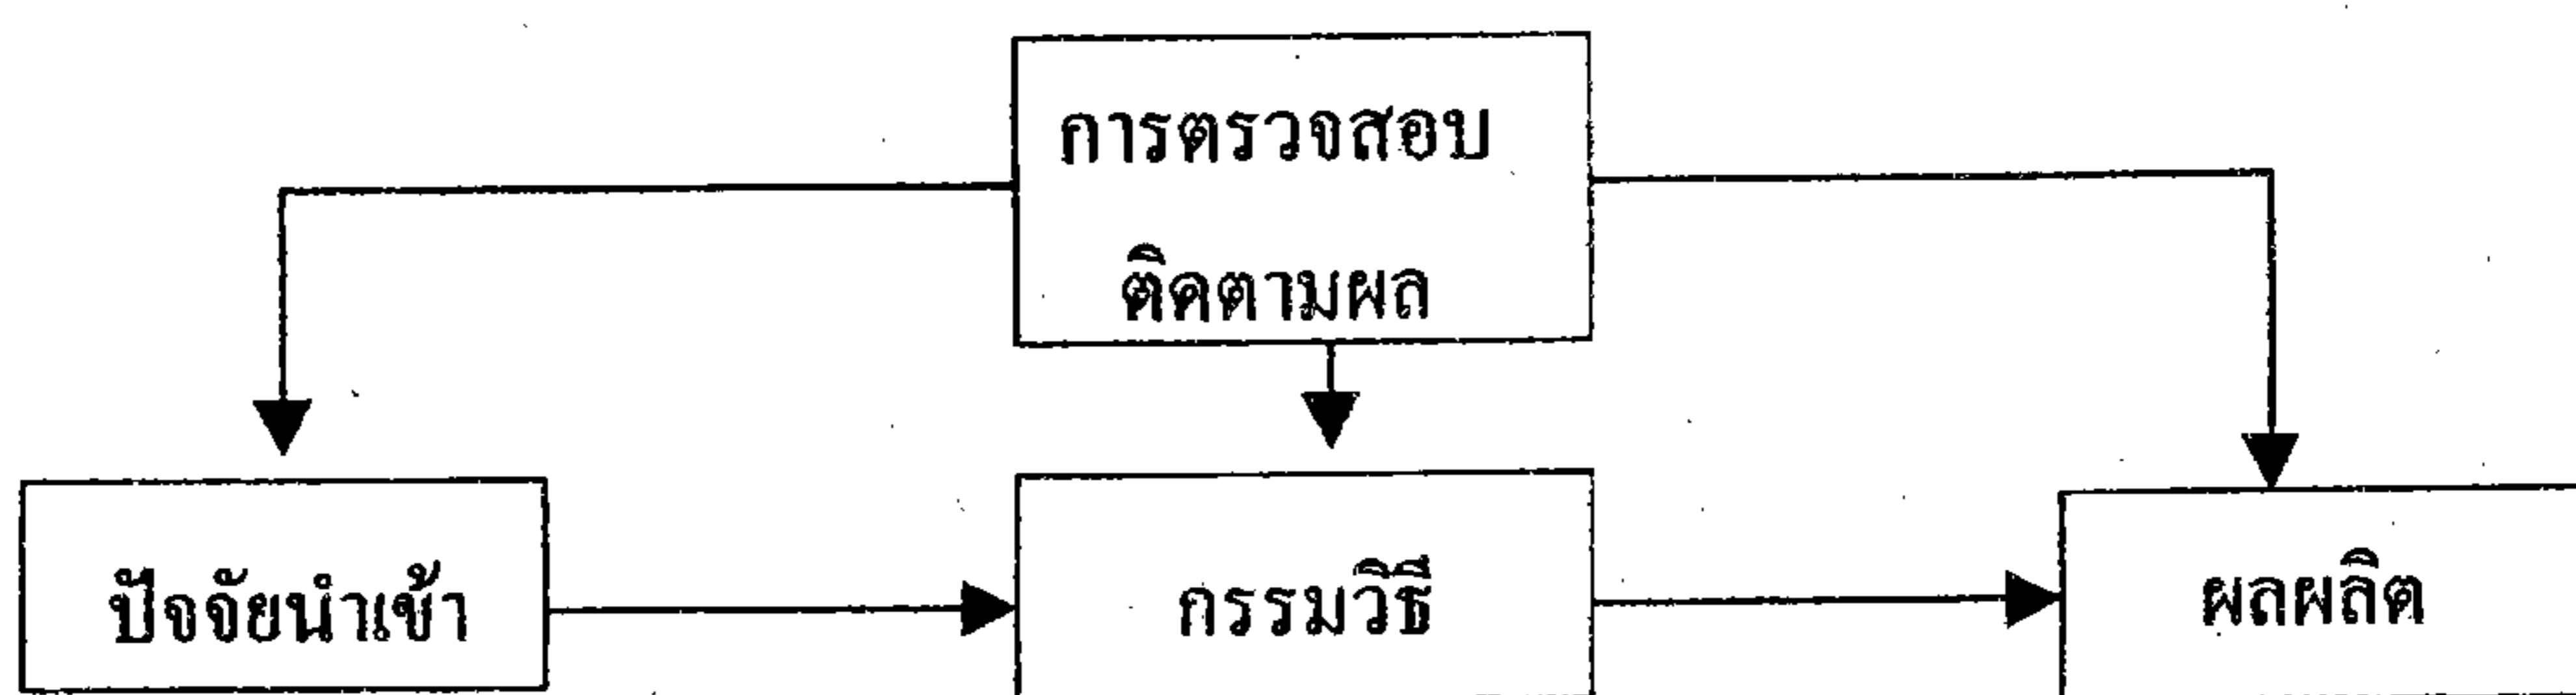 การตรวจสอบ
ติดตามผล
ปัจจัยนำเข้า
กรรมวิธี
ผลผลิต